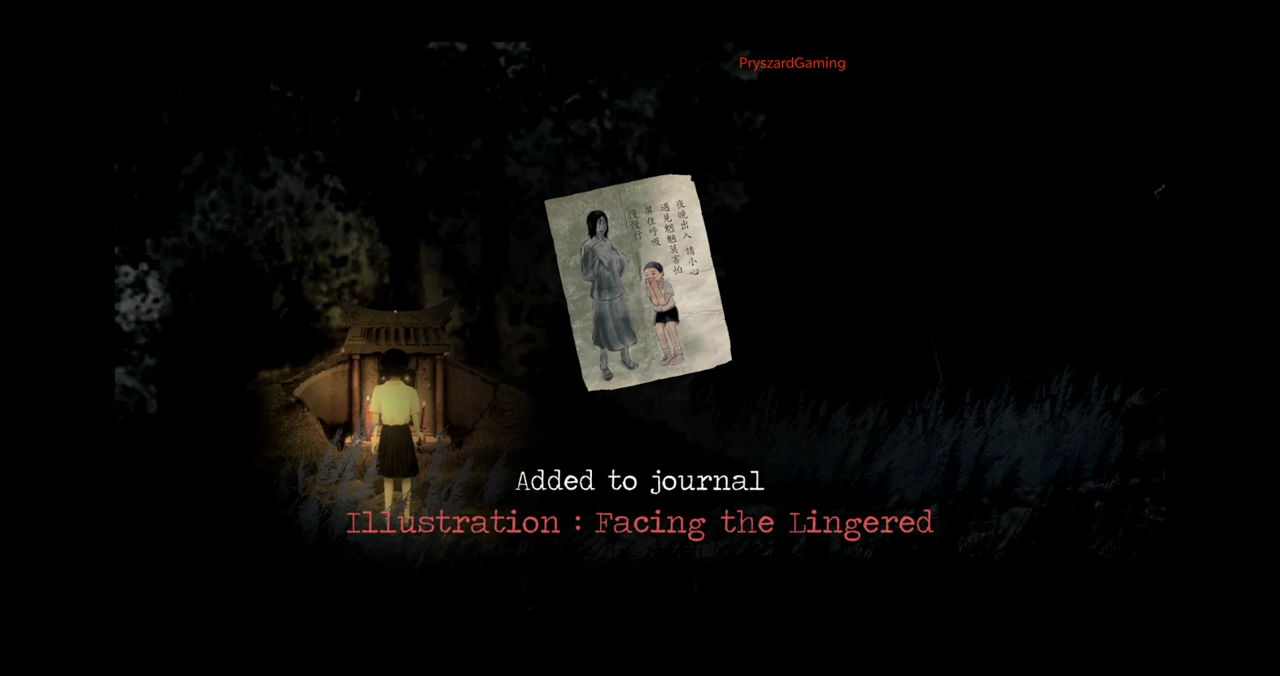 PryszardGaming
夜晚出入 請小心
遇見魍魎莫害怕
屏住呼吸
慢慢行
Added to journal
Illustration : Facing the Lingered